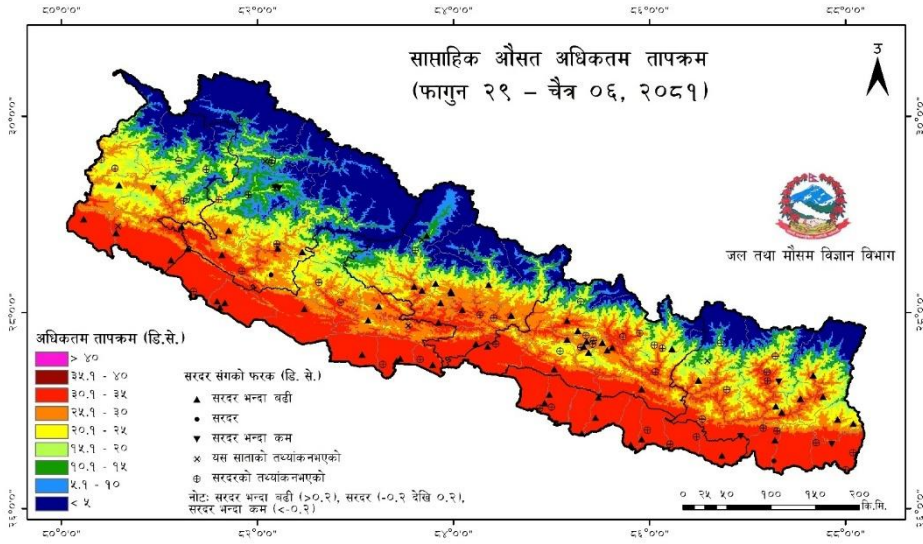 ८०°०'०" ८२°०'०" ८४°०'०" ८६°०'०" ८८°०'०"
साप्ताहिक औसत अधिकतम तापक्रम
(फागुन २९ – चैत्र ०६, २०८१)
उ
३०°०'०" ३०°०'०"
जल तथा मौसम विज्ञान विभाग
२८°०'०" २८°०'०"
अधिकतम तापक्रम (डि.से.)
> ४०
३५.१ - ४०
३०.१ - ३५
२५.१ - ३०
२०.१ - २५
१५.१ - २०
१०.१ - १५
५.१ - १०
< ५
सरदर संगको फरक (डि. से.)
सरदर भन्दा बढी
सरदर
सरदर भन्दा कम
यस साताको तथ्यांकनभएको
सरदरको तथ्यांकनभएको
नोटः सरदर भन्दा बढी (>०.२), सरदर (-०.२ देखि ०.२),
सरदर भन्दा कम (<-०.२)
० २५ ५० १०० १५० २००
कि.मि.
२६°०'०" २६°०'०"
८०°०'०" ८२°०'०" ८४°०'०" ८६°०'०" ८८°०'०"